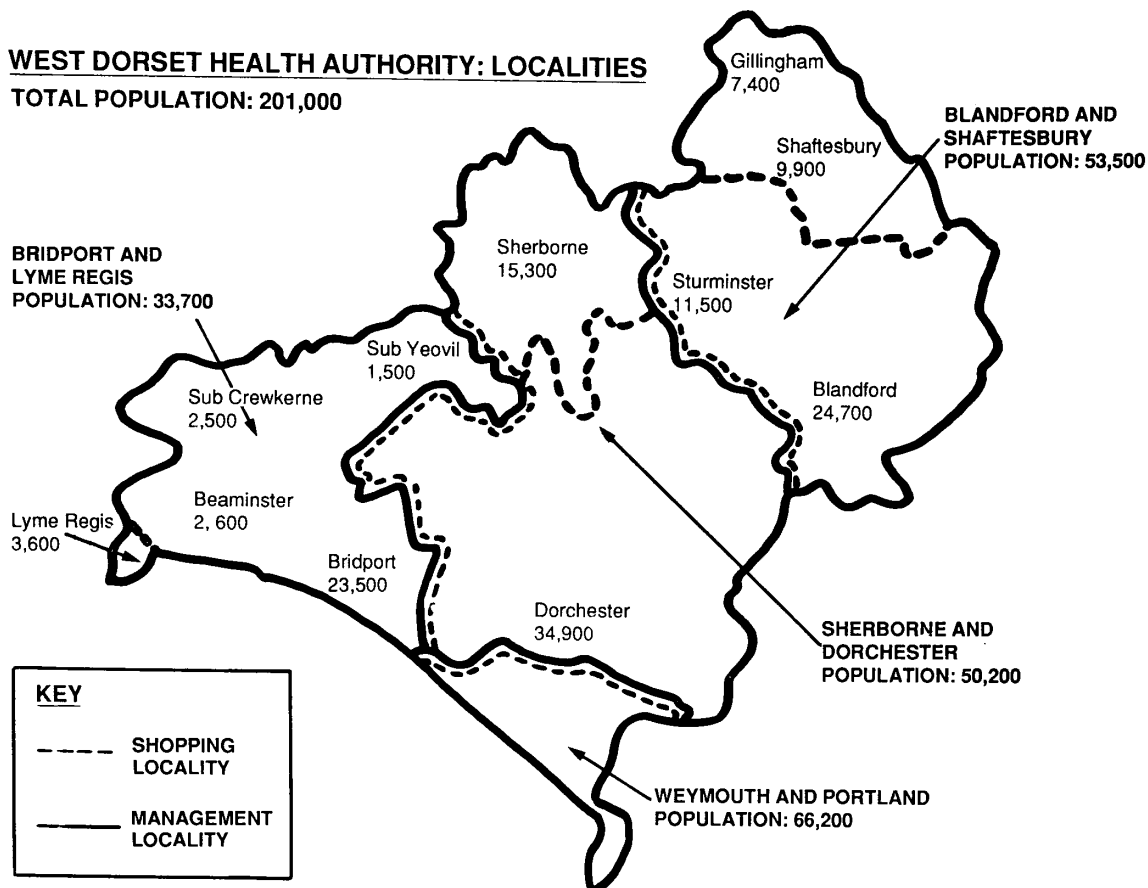 WEST DORSET HEALTH AUTHORITY: LOCALITIES
TOTAL POPULATION: 201,000
Gillingham
7,400
Shaftesbury
9,900
BLANDFORD AND
SHAFTESBURY
POPULATION: 53,500
BRIDPORT AND
LYME REGIS
POPULATION: 33,700
Sherborne
15,300
Sturminster
11,500
Sub Yeovil
1,500
Sub Crewkerne
2,500
Blandford
24,700
Beaminster
2, 600
Lyme Regis
3,600
Bridport
23,500
Dorchester
34,900
SHERBORNE AND
DORCHESTER
POPULATION: 50,200
WEYMOUTH AND PORTLAND
POPULATION: 66,200
KEY
SHOPPING
LOCALITY
MANAGEMENT
LOCALITY